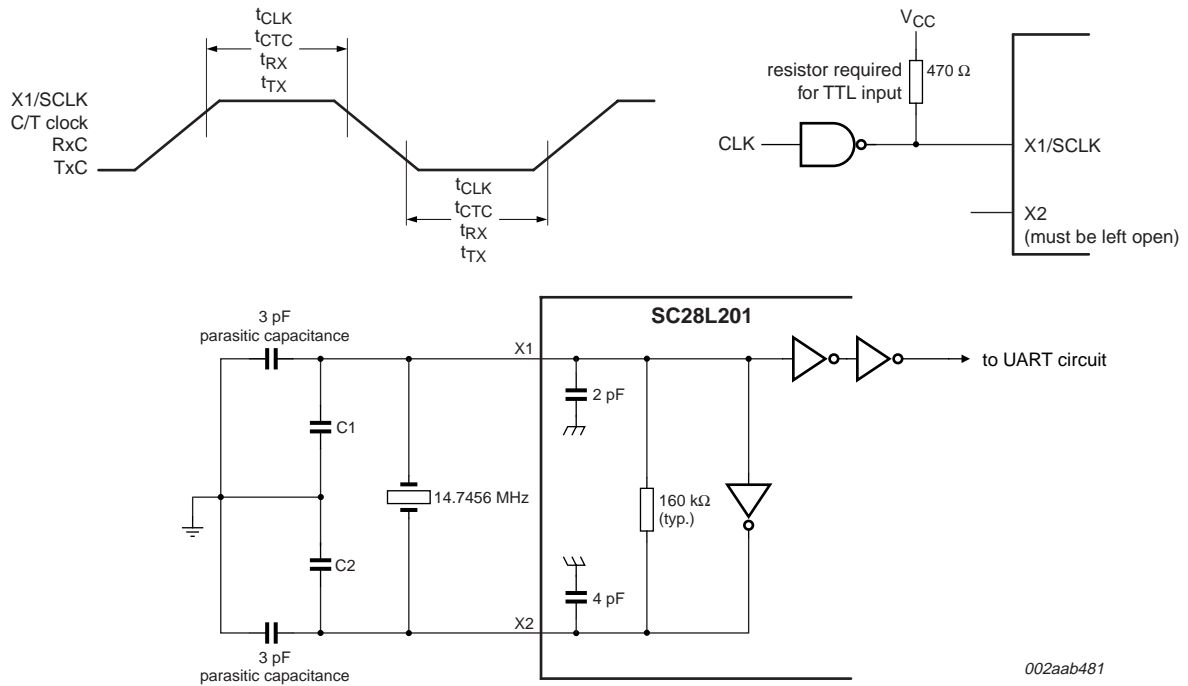 tCLK
tCTC
tRX
tTX
X1/SCLK
C/T clock
RxC
TxC
tCLK
tCTC
tRX
tTX
VCC
resistor required
for TTL input
470 Ω
CLK
X1/SCLK
X2
(must be left open)
3 pF
parasitic capacitance
SC28L201
X1
to UART circuit
2 pF
C1
14.7456 MHz
160 kΩ
(typ.)
C2
4 pF
X2
3 pF
parasitic capacitance
002aab481